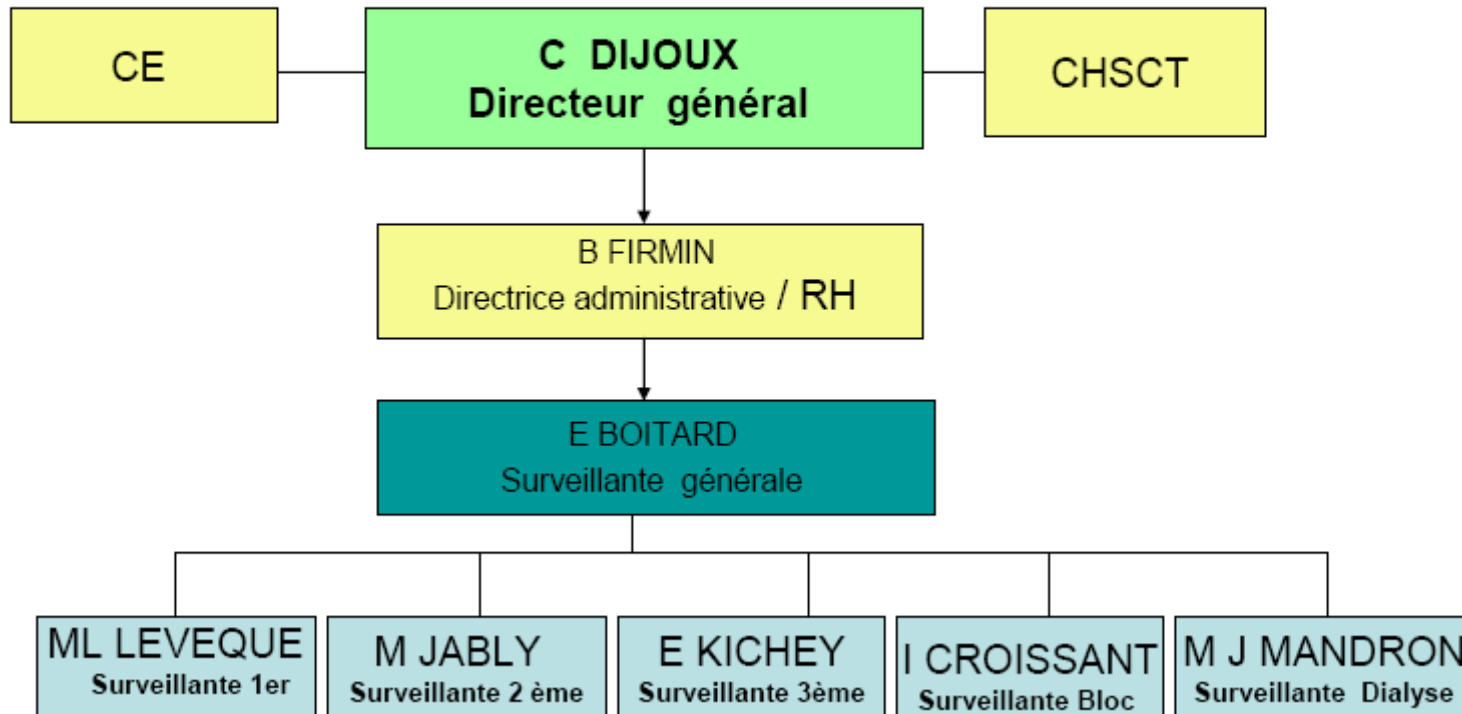 CE
C DIJOUX
Directeur général
CHSCT
B FIRMIN
Directrice administrative / RH
E BOITARD
Surveillante générale
ML LEVEQUE
Surveillante 1er
M JABLY
Surveillante 2 ème
E KICHEY
Surveillante 3ème
I CROISSANT
Surveillante Bloc
M J MANDRON
Surveillante Dialyse